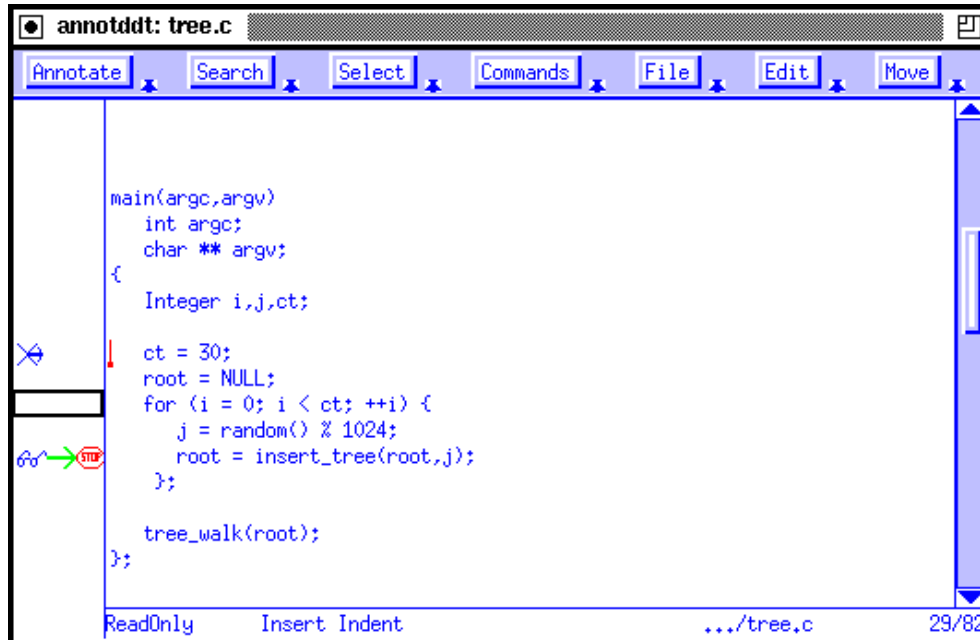 annotddt: tree.c
Annotate Search Select Commands File Edit Move
main(argc,argv)
int argc;
char ** argv;
{
Integer i,j,ct;
ct = 30;
root = NULL;
for (i = 0; i < ct; ++i) {
j = random() % 1024;
STOP root = insert_tree(root,j);
};
tree_walk(root);
};
ReadOnly Insert Indent .../tree.c 29/82